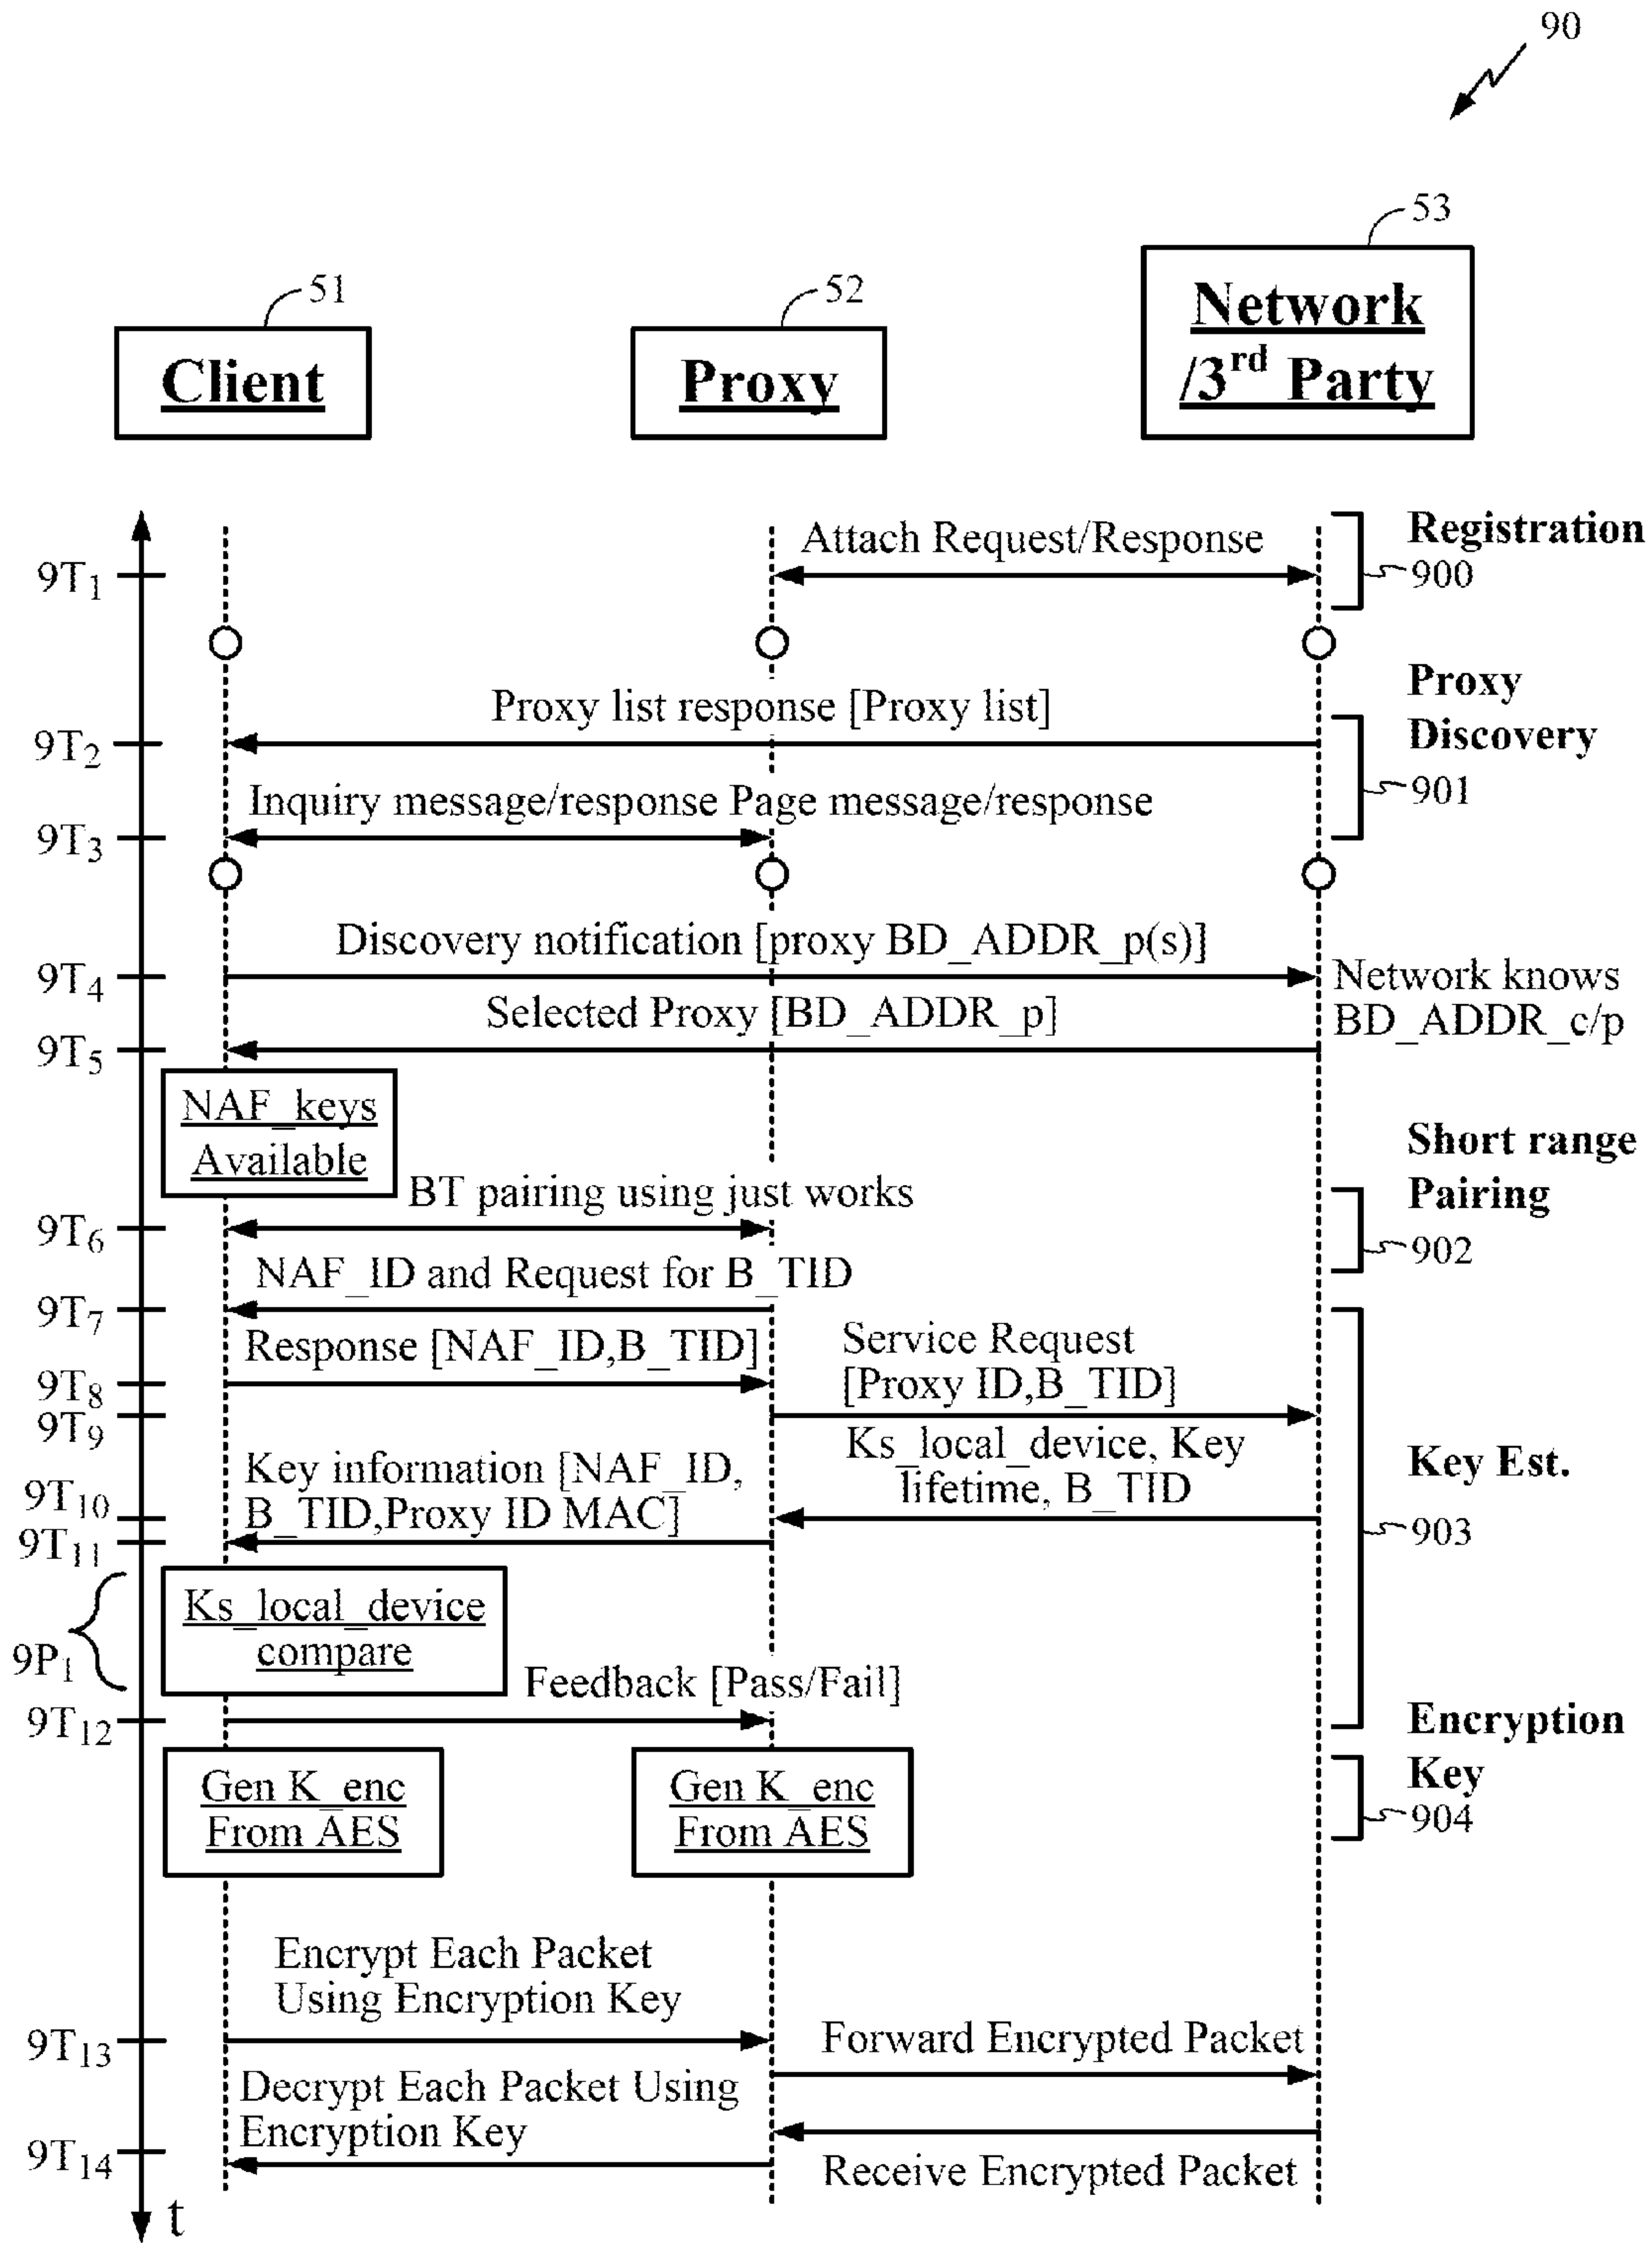 90
53
51
52
Network
/3rd Party
Client
Proxy
Registration
Attach Request/Response
9T1
900
Proxy
Proxy list response [Proxy list]
Discovery
9T2
901
Inquiry message/response Page message/response
9T3
Discovery notification [proxy BD_ADDR_p(s)]
9T4
Network knows
BD_ADDR_c/p
Selected Proxy [BD_ADDR_p]
9T5
NAF_keys
Available
Short range
Pairing
BT pairing using just works
9T6
902
NAF_ID and Request for B_TID
9T7
Response [NAF_ID,B_TID]
Service Request
[Proxy ID,B_TID]
9T8
9T9
Ks_local_device, Key
lifetime, B_TID
Key information [NAF_ID,
B_TID,Proxy ID MAC]
Key Est.
9T10
9T11
903
Ks_local_device
compare
9P1
Feedback [Pass/Fail]
9T12
Encryption
Key
904
Gen K_enc
From AES
Gen K_enc
From AES
Encrypt Each Packet
Using Encryption Key
9T13
Forward Encrypted Packet
Decrypt Each Packet Using
Encryption Key
9T14
Receive Encrypted Packet
t